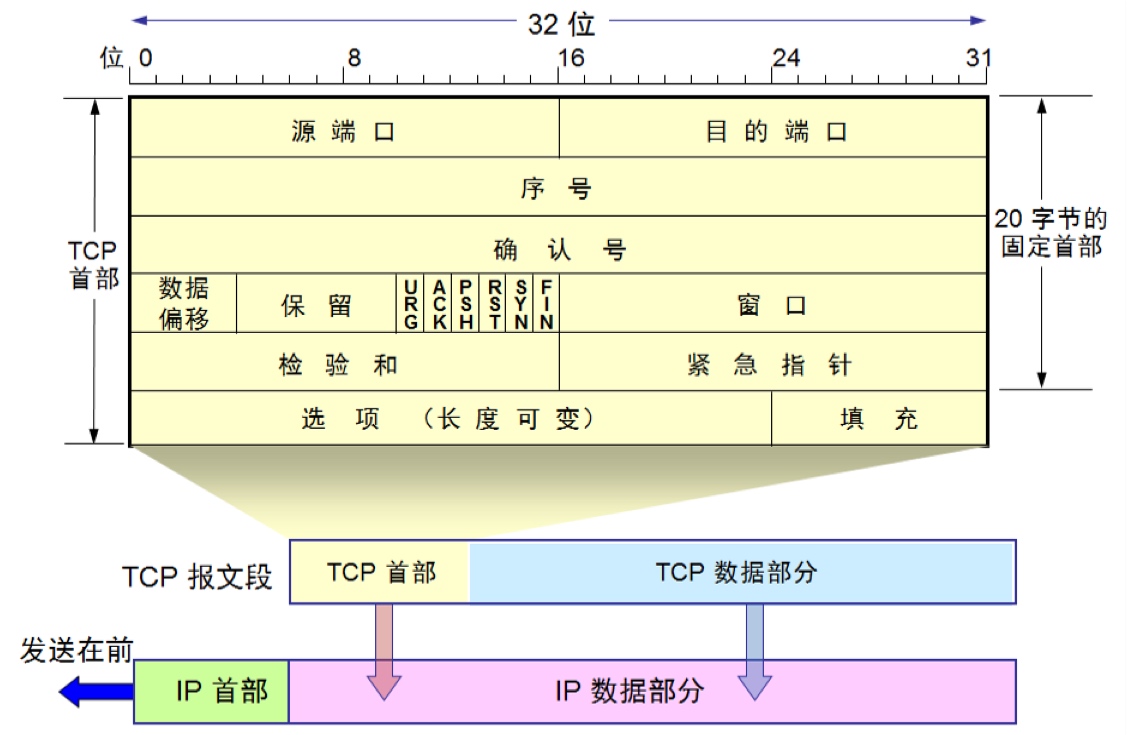 32 位
位 0 8 16 24 31
源 端 口 目 的 端 口
序 号
TCP
首部
20 字节的
固定首部
确 认 号
数据
偏移
保 留
URG
ACK
PSH
RST
SYN
FIN
窗 口
检 验 和 紧 急 指 针
选 项 （长 度 可 变） 填 充
TCP 报文段
TCP 首部 TCP 数据部分
发送在前
IP 首部 IP 数据部分